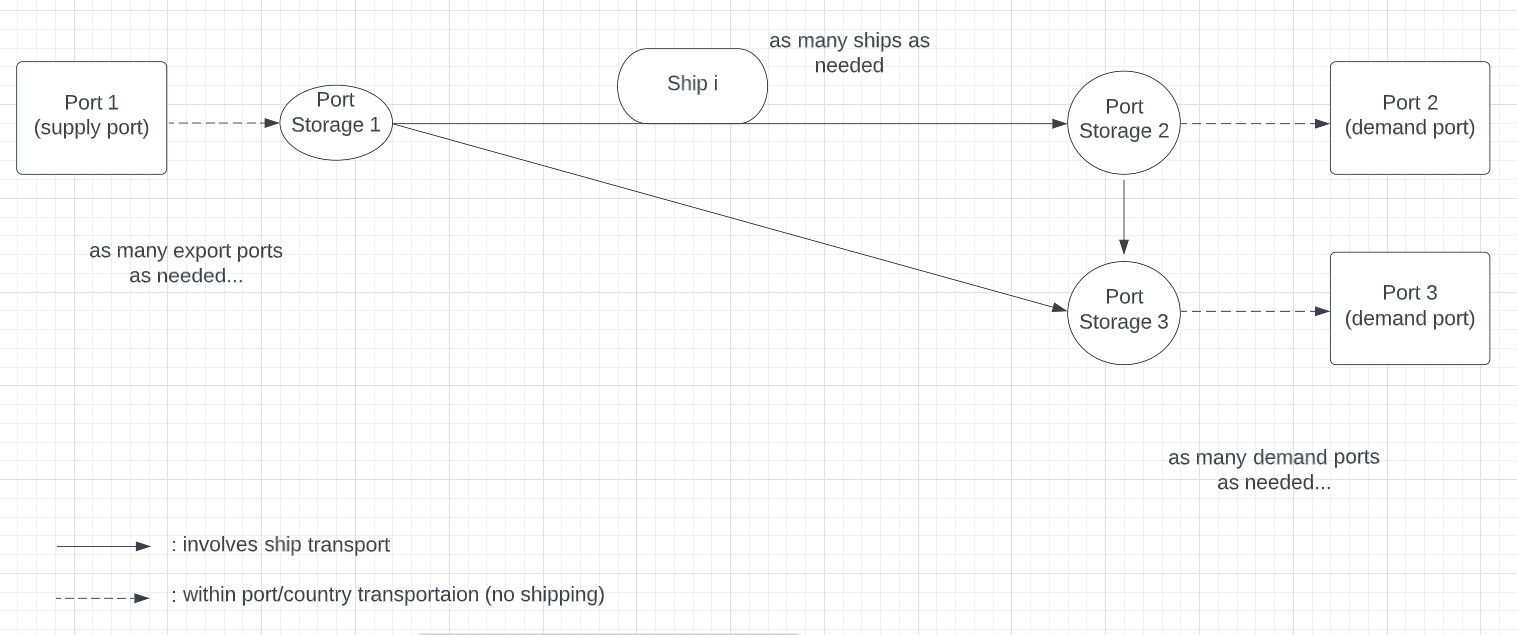 as many ships as
needed
Ship i
Port 1
(supply port)
Port
Storage 1
Port
Storage 2
Port 2
(demand port)
as many export ports
as needed...
Port
Storage 3
Port 3
(demand port)
as many demand ports
as needed...
: involves ship transport
: within port/country transportaion (no shipping)